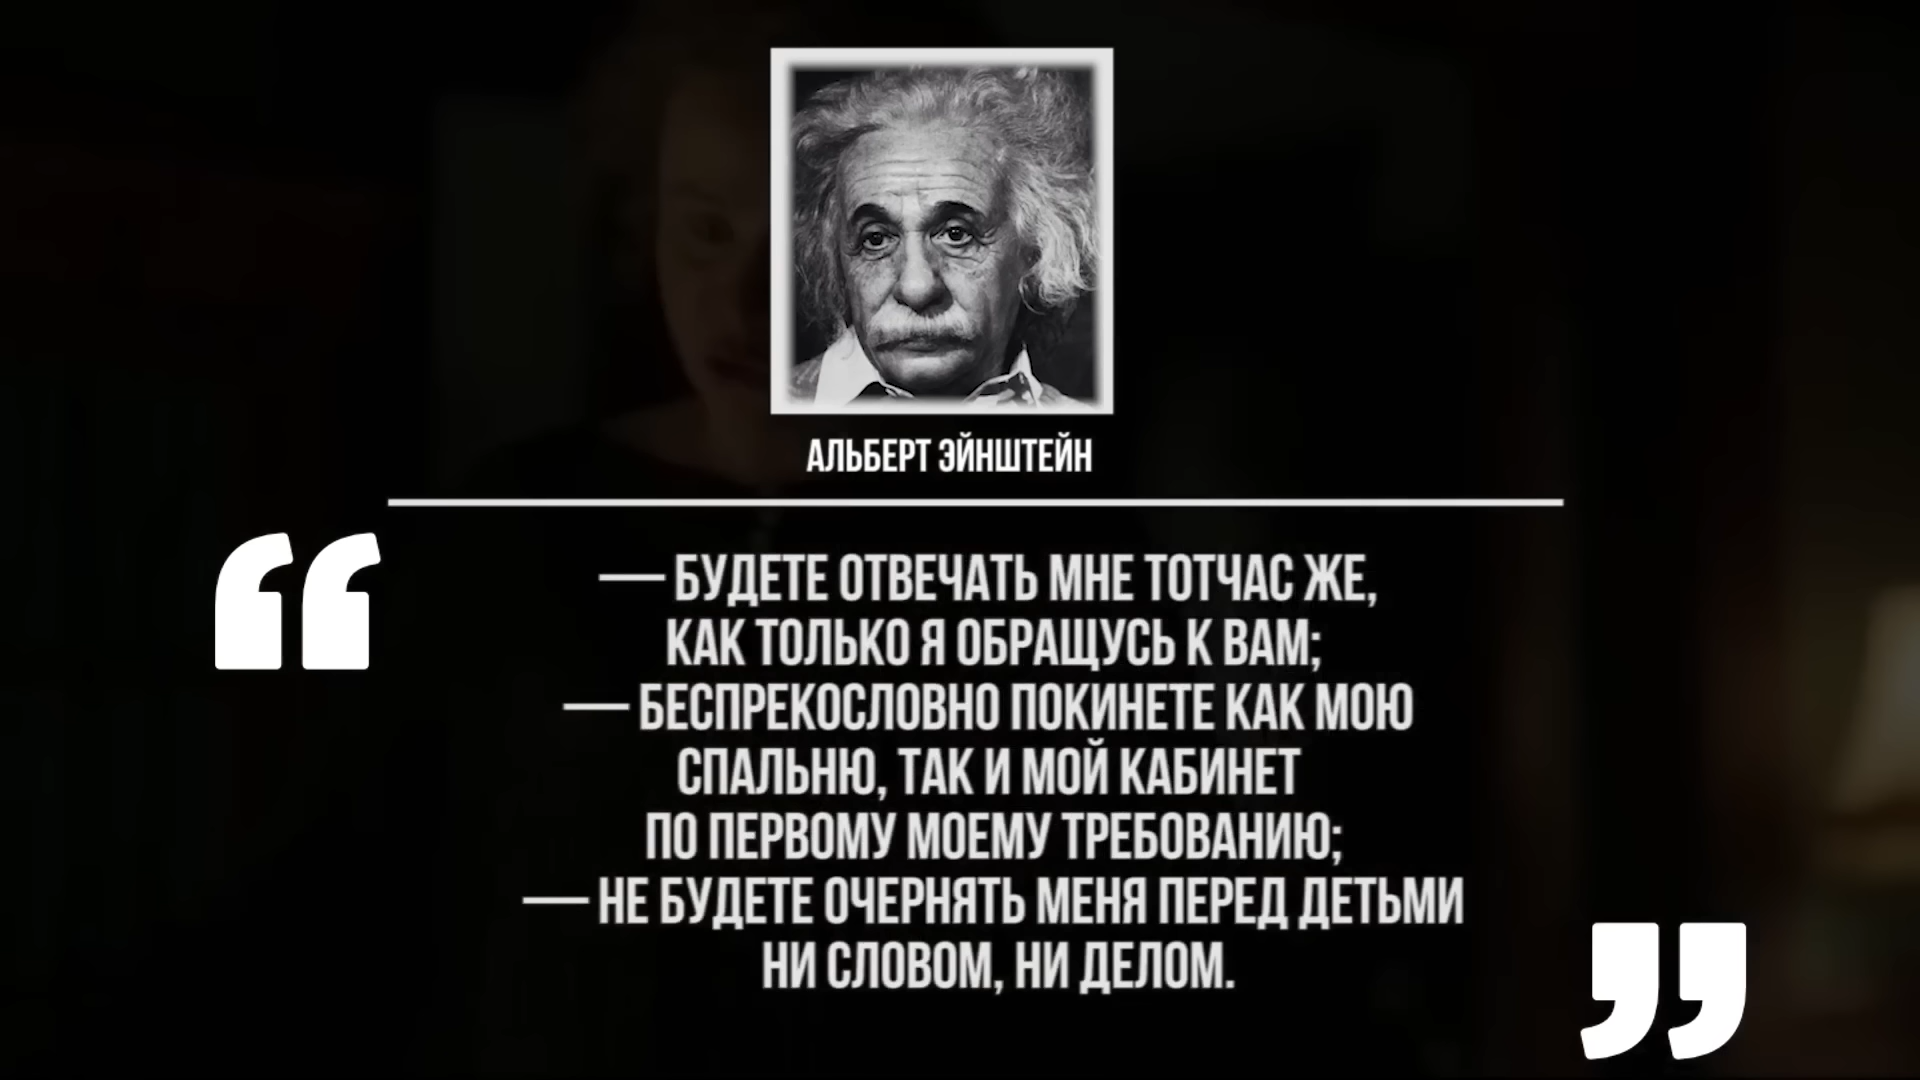 АЛЬБЕРТ ЭЙНШТЕЙН
“
— БУДЕТЕ ОТВЕЧАТЬ МНЕ ТОТЧАС ЖЕ,
КАК ТОЛЬКО Я ОБРАЩУСЬ К ВАМ;
— БЕСПРЕКОСЛОВНО ПОКИНЕТЕ КАК МОЮ
СПАЛЬНЮ, ТАК И МОЙ КАБИНЕТ
ПО ПЕРВОМУ МОЕМУ ТРЕБОВАНИЮ;
— НЕ БУДЕТЕ ОЧЕРНЯТЬ МЕНЯ ПЕРЕД ДЕТЬМИ
НИ СЛОВОМ, НИ ДЕЛОМ.
”